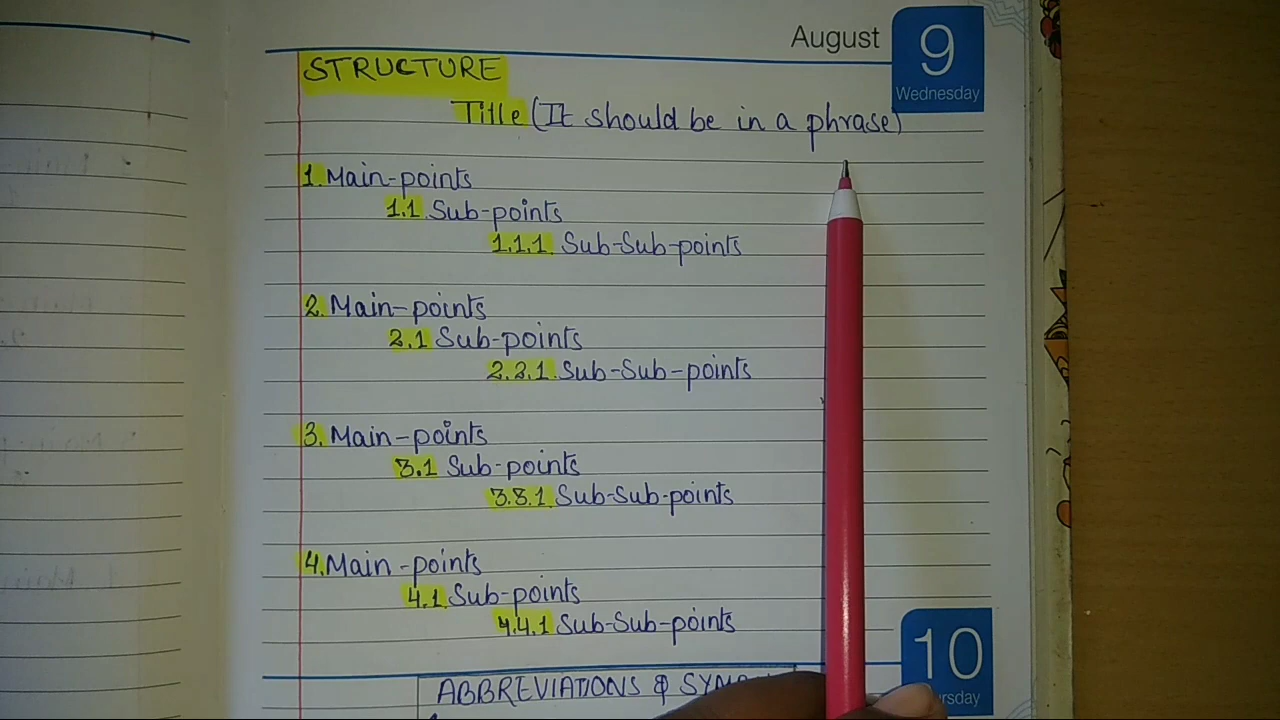 August 9
Wednesday
STRUCTURE
Title (It should be in a phrase)
1. Main-points
1.1 Sub-points
1.1.1. Sub-Sub-points
2. Main-points
2.1 Sub-points
2.2.1. Sub-Sub-points
3. Main-points
3.1 Sub-points
3.3.1 Sub-Sub-points
4. Main-points
4.1 Sub-points
4.4.1 Sub-Sub-points
10
ABBREVIATIONS &